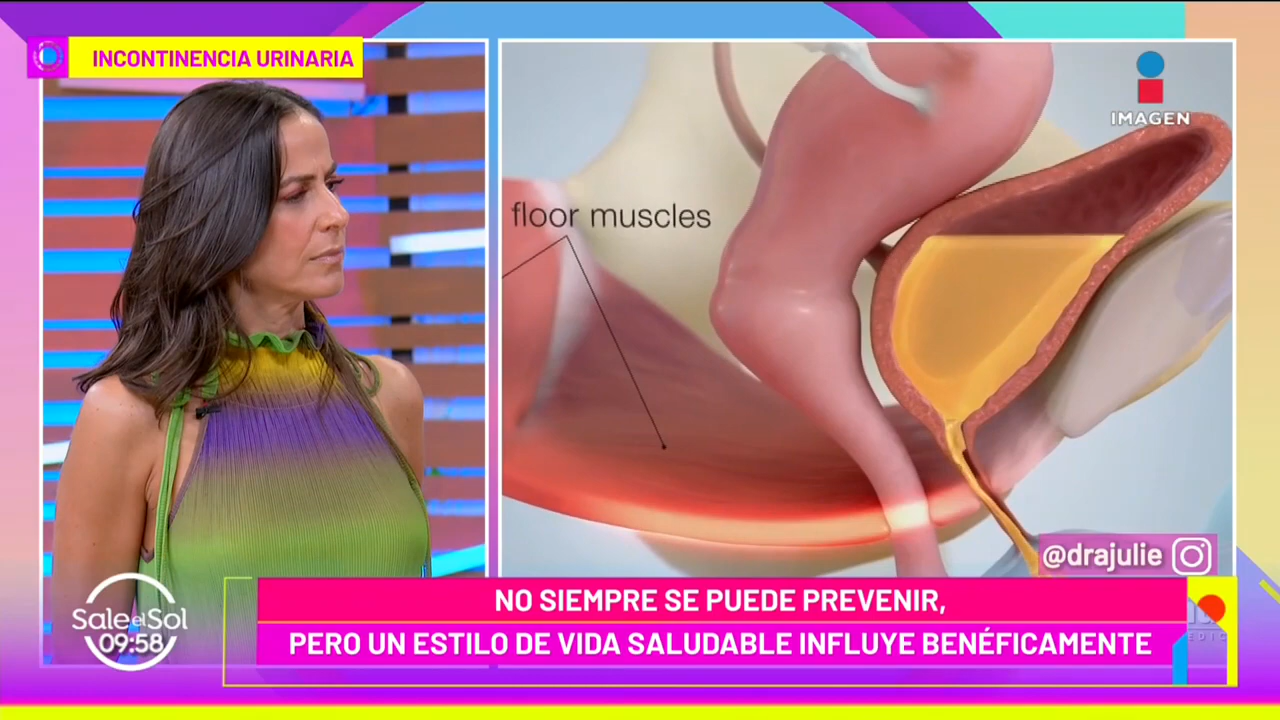 INCONTINENCIA URINARIA
IMAGEN
floor muscles
@drajulie
NO SIEMPRE SE PUEDE PREVENIR,
PERO UN ESTILO DE VIDA SALUDABLE INFLUYE BENÉFICAMENTE
Sale el Sol
09:58